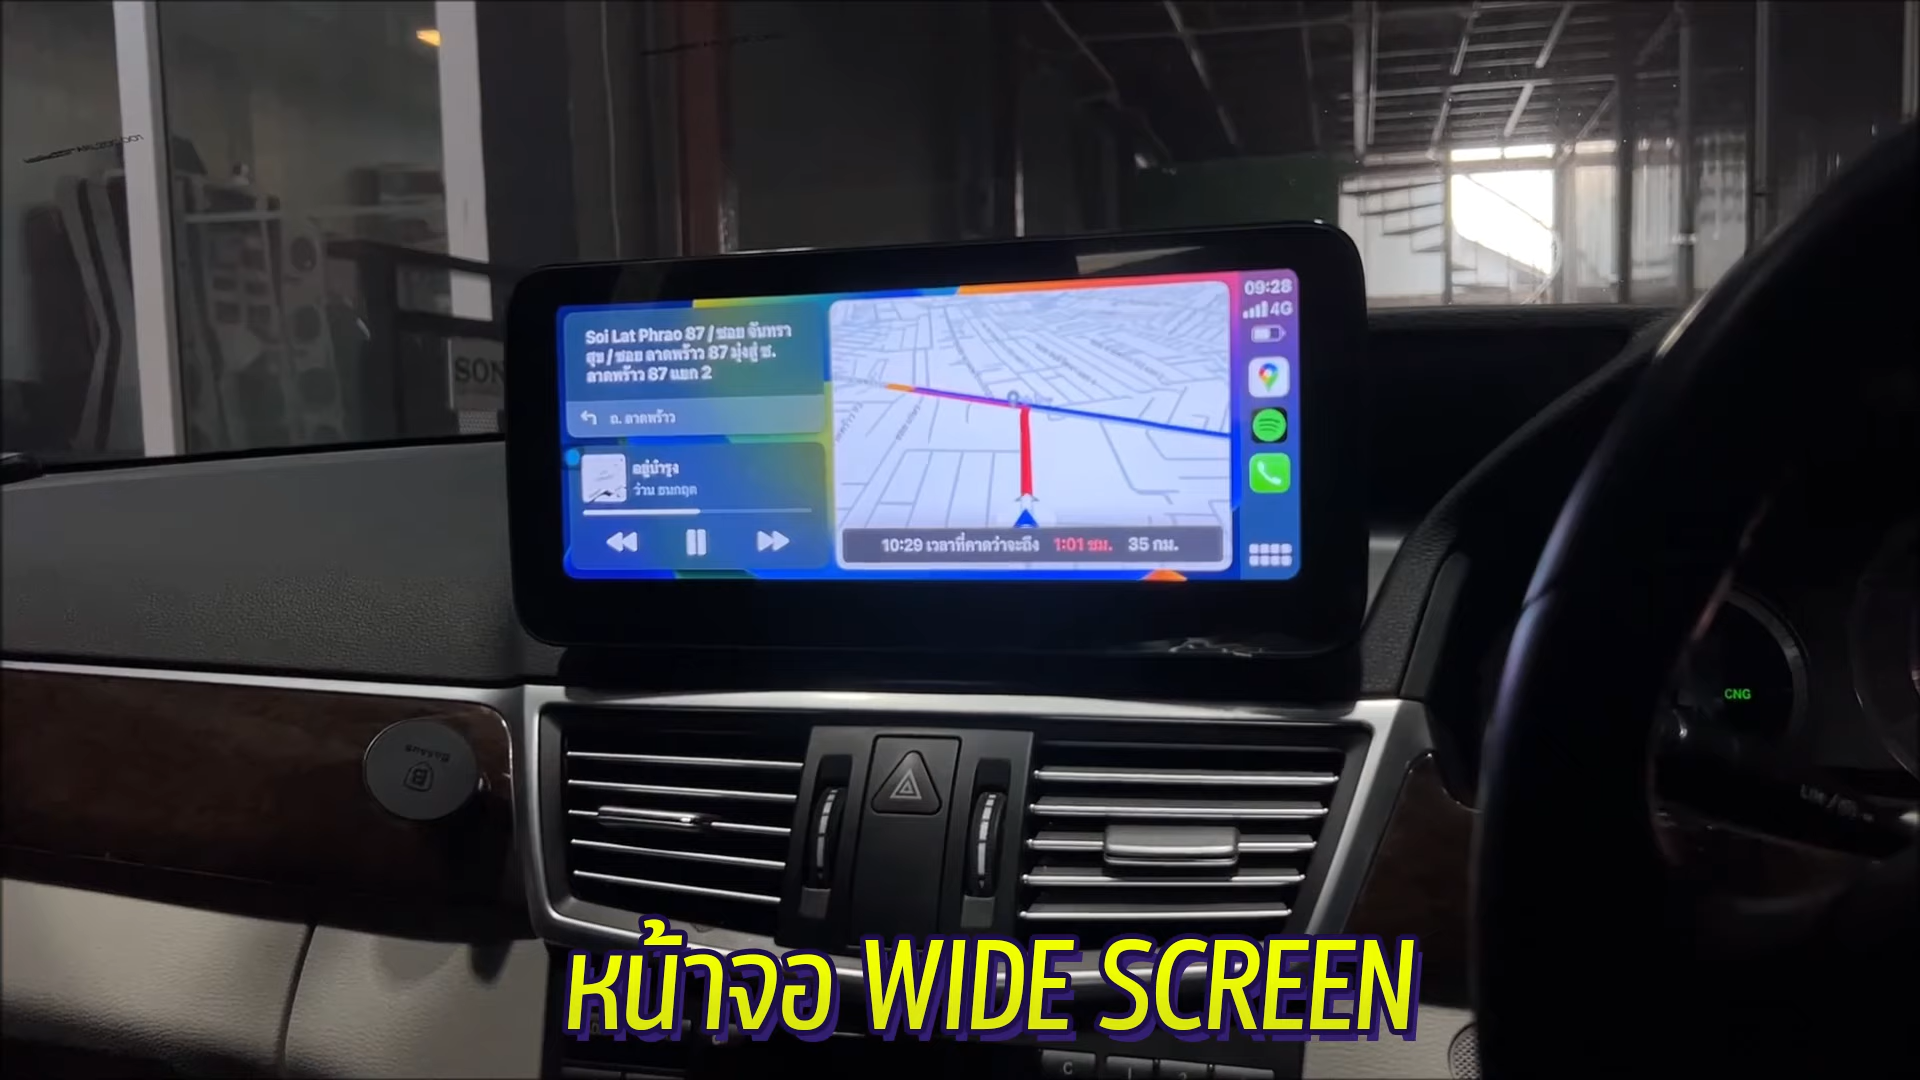 Soi Lat Phrao 87 / ซอย จันทรา
สุข / ซอย ลาดพร้าว 87 มุ่งสู่ ซ.
ลาดพร้าว 87 แยก 2
ถ. ลาดพร้าว
อยู่บำรุง
ว่าน ธนกฤต
10:29 เวลาที่คาดว่าจะถึง 1:01 ชม. 35 กม.
09:28
4G
SON
CNG
Baseus
LIM
หน้าจอ WIDE SCREEN
C 1 2